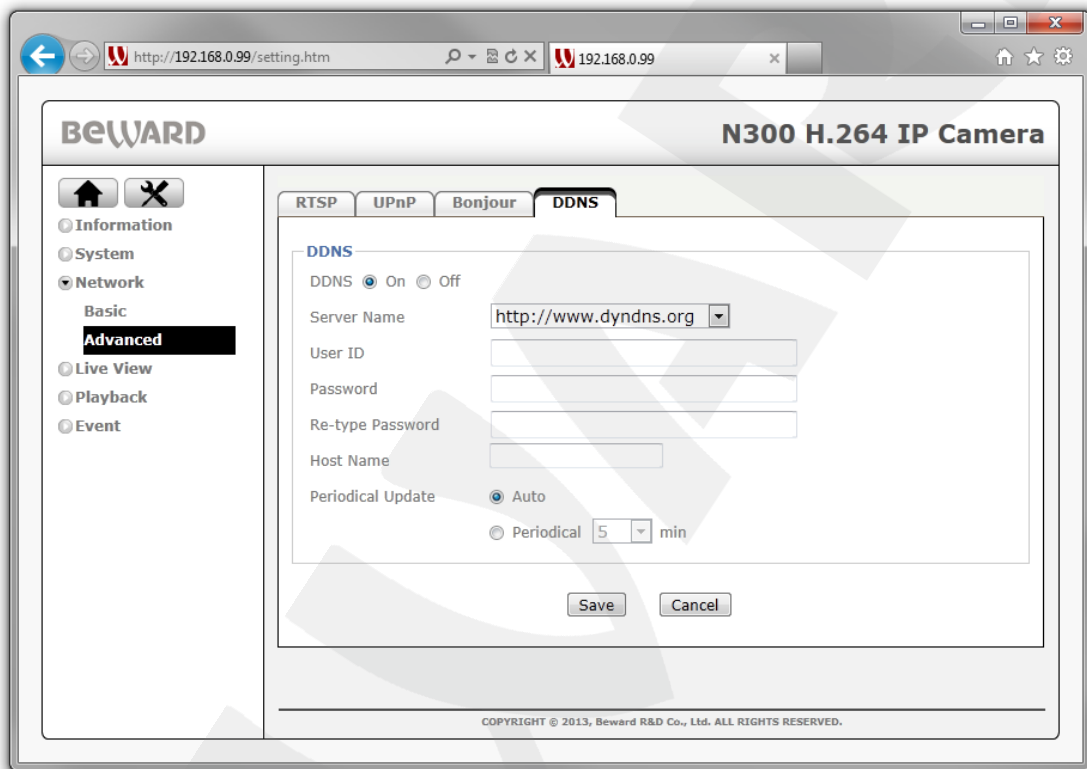 http://192.168.0.99/setting.htm
192.168.0.99
BEWARD
N300 H.264 IP Camera
RTSP UPnP Bonjour DDNS
Information
System
Network
Basic
Advanced
Live View
Playback
Event
DDNS
DDNS On Off
Server Name http://www.dyndns.org
User ID
Password
Re-type Password
Host Name
Periodical Update Auto
Periodical 5 min
Save Cancel
COPYRIGHT © 2013, Beward R&D Co., Ltd. ALL RIGHTS RESERVED.